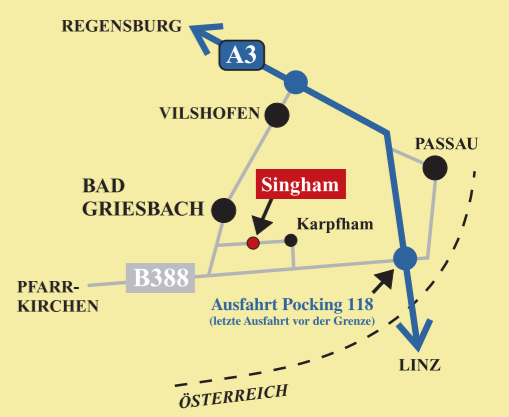 REGENSBURG
A3
VILSHOFEN
PASSAU
BAD
GRIESBACH
Singham
Karpfham
B388
PFARR-
KIRCHEN
Ausfahrt Pocking 118
(letzte Ausfahrt vor der Grenze)
LINZ
ÖSTERREICH